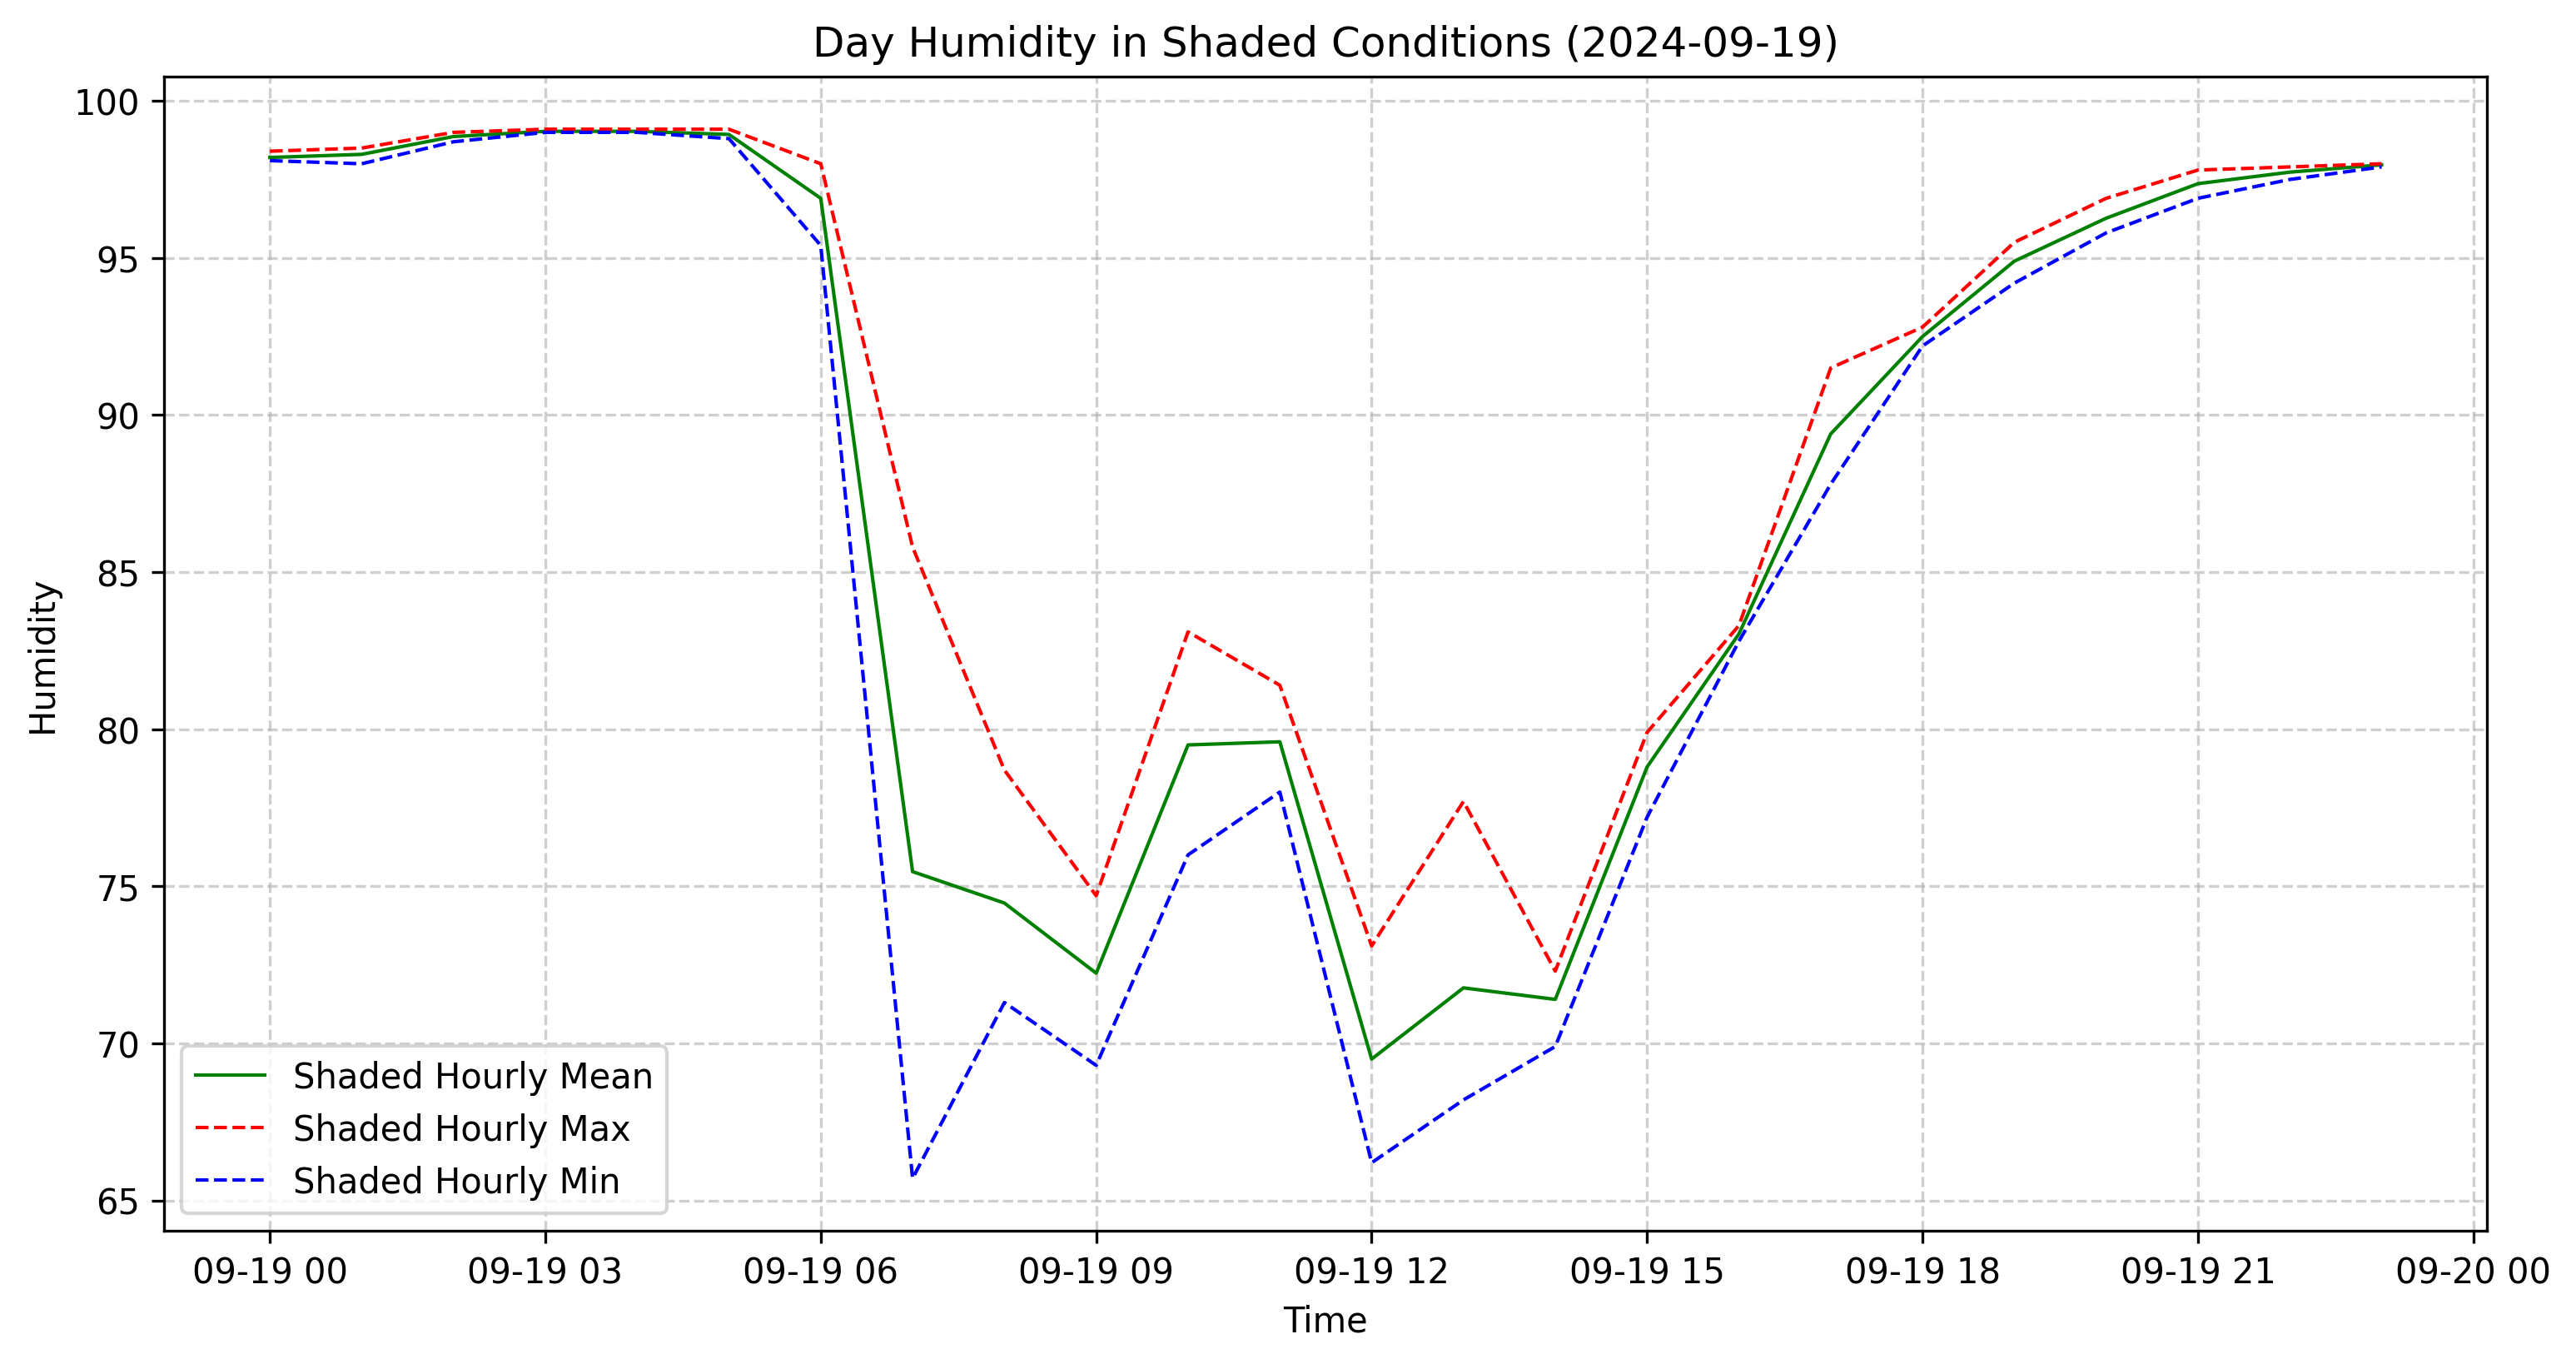 Day Humidity in Shaded Conditions (2024-09-19)
100
95
90
85
80
75
70
65
Humidity
Shaded Hourly Mean
Shaded Hourly Max
Shaded Hourly Min
09-19 00 09-19 03 09-19 06 09-19 09 09-19 12 09-19 15 09-19 18 09-19 21 09-20 00
Time